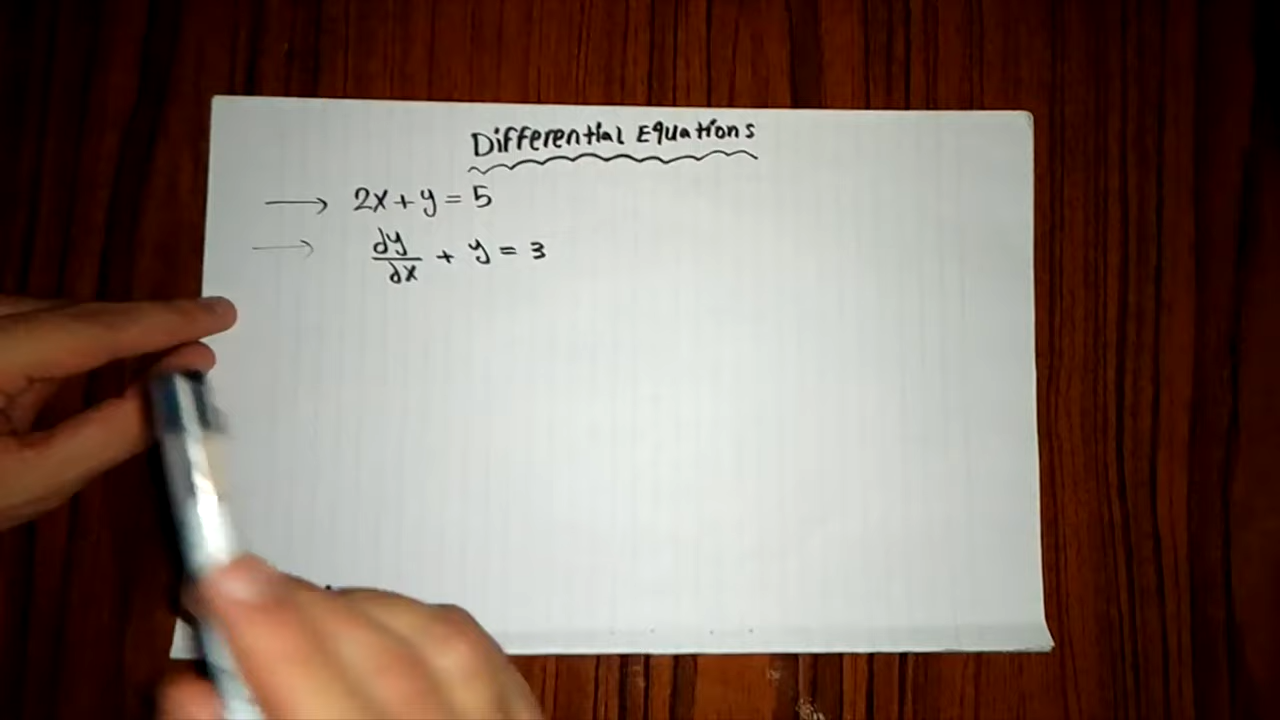 Differential Equations
→ 2x + y = 5
→ dy/dx + y = 3